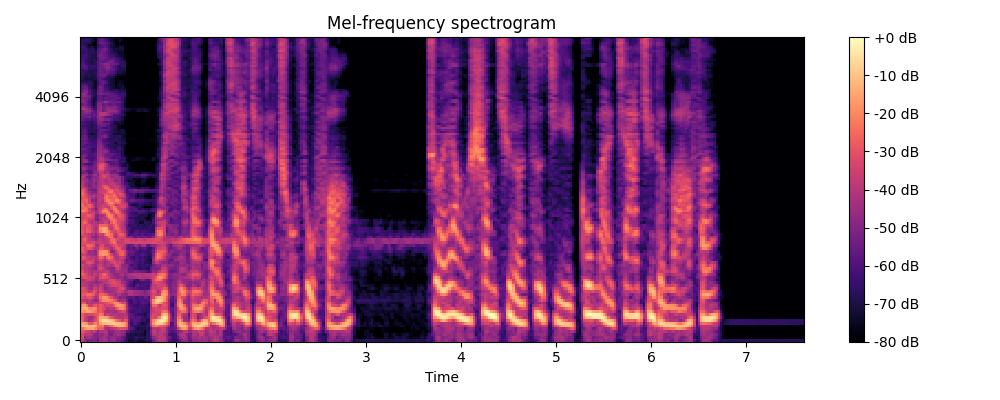 Mel-frequency spectrogram
Hz
4096
2048
1024
512
0
0 1 2 3 4 5 6 7
Time
+0 dB
-10 dB
-20 dB
-30 dB
-40 dB
-50 dB
-60 dB
-70 dB
-80 dB